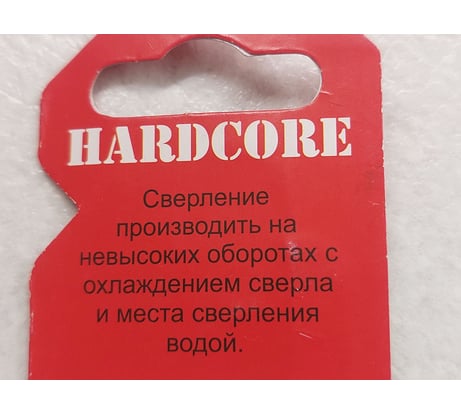 HARDCORE
Сверление
производить на
невысоких оборотах с
охлаждением сверла
и места сверления
водой.